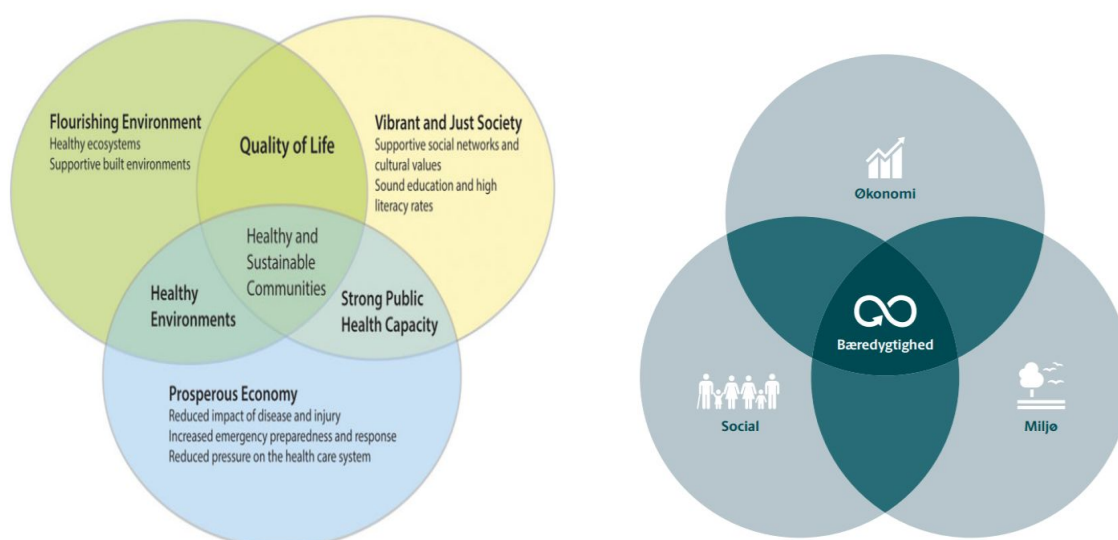 Flourishing Environment
Healthy ecosystems
Supportive built environments
Quality of Life
Vibrant and Just Society
Supportive social networks and
cultural values
Sound education and high
literacy rates
Healthy and
Sustainable
Communities
Healthy
Environments
Strong Public
Health Capacity
Prosperous Economy
Reduced impact of disease and injury
Increased emergency preparedness and response
Reduced pressure on the health care system
Økonomi
Bæredygtighed
Social
Miljø